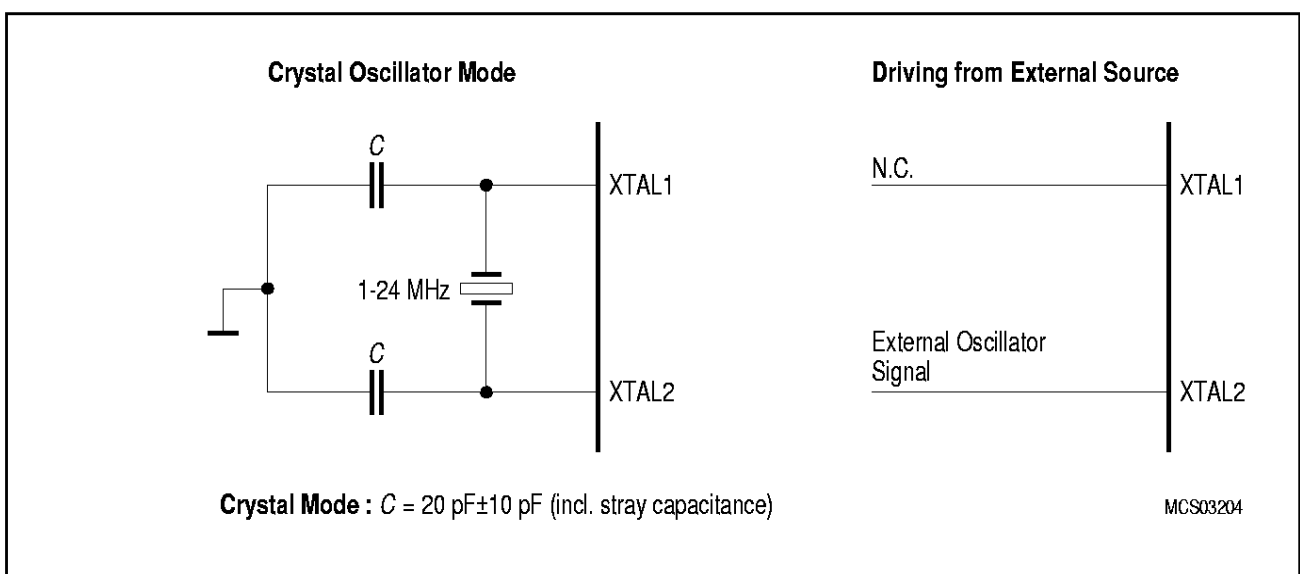 Crystal Oscillator Mode
C
XTAL1
1-24 MHz
C
XTAL2
Driving from External Source
N.C.
XTAL1
External Oscillator
Signal
XTAL2
Crystal Mode : C = 20 pF±10 pF (incl. stray capacitance)
MCS03204